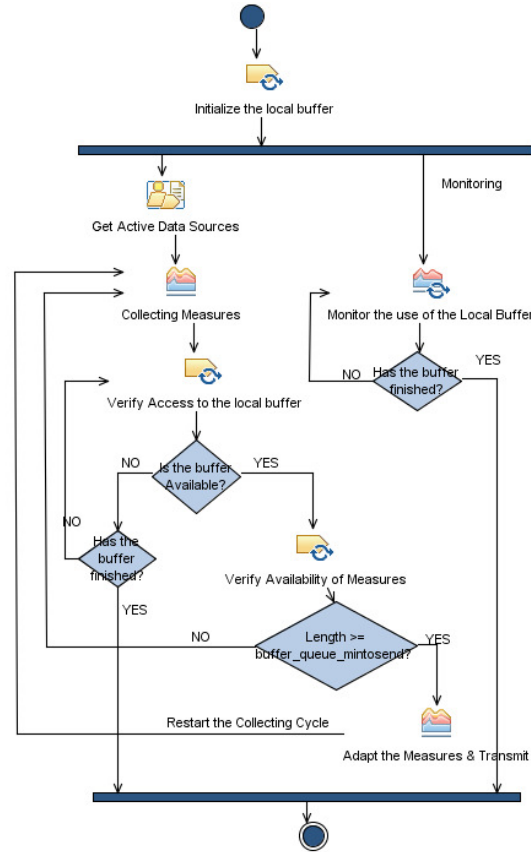 Initialize the local buffer
Monitoring
Get Active Data Sources
Collecting Measures
Monitor the use of the Local Buffer
Has the buffer
finished?
YES
NO
Verify Access to the local buffer
Is the buffer
Available?
NO
YES
NO
Has the
buffer
finished?
Verify Availability of Measures
YES
NO
Length >=
buffer_queue_mintosend?
YES
Restart the Collecting Cycle
Adapt the Measures & Transmit